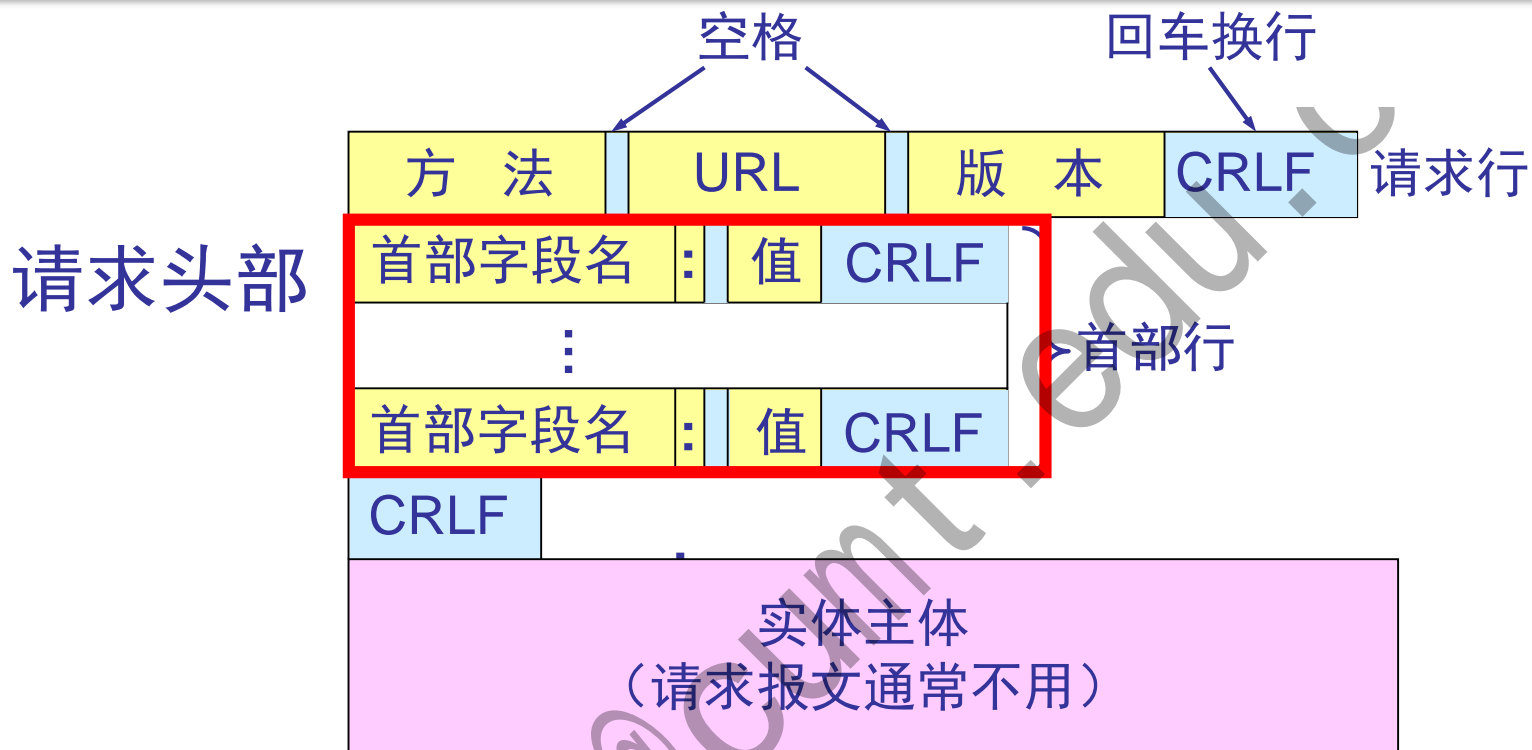 空格 回车换行
方 法 URL 版 本 CRLF 请求行
请求头部
首部字段名 : 值 CRLF
:
首部行
首部字段名 : 值 CRLF
CRLF
实体主体
（请求报文通常不用）
@cumt.edu.c